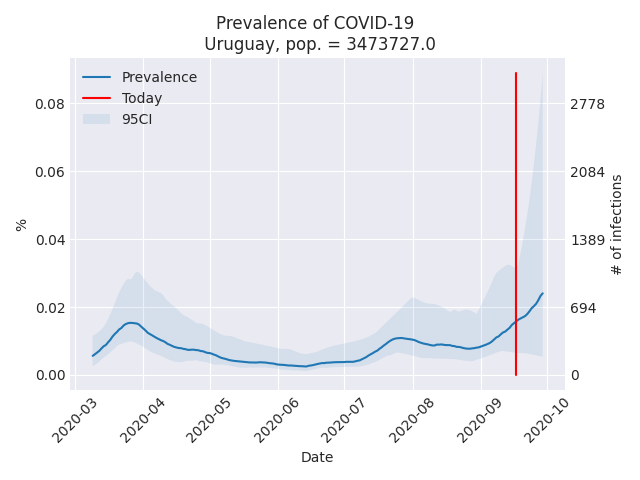 Prevalence of COVID-19
Uruguay, pop. = 3473727.0
Prevalence
Today
95CI
0.08
0.06
0.04
0.02
0.00
%
2778
2084
1389
694
0
# of infections
2020-03
2020-04
2020-05
2020-06
2020-07
2020-08
2020-09
2020-10
Date